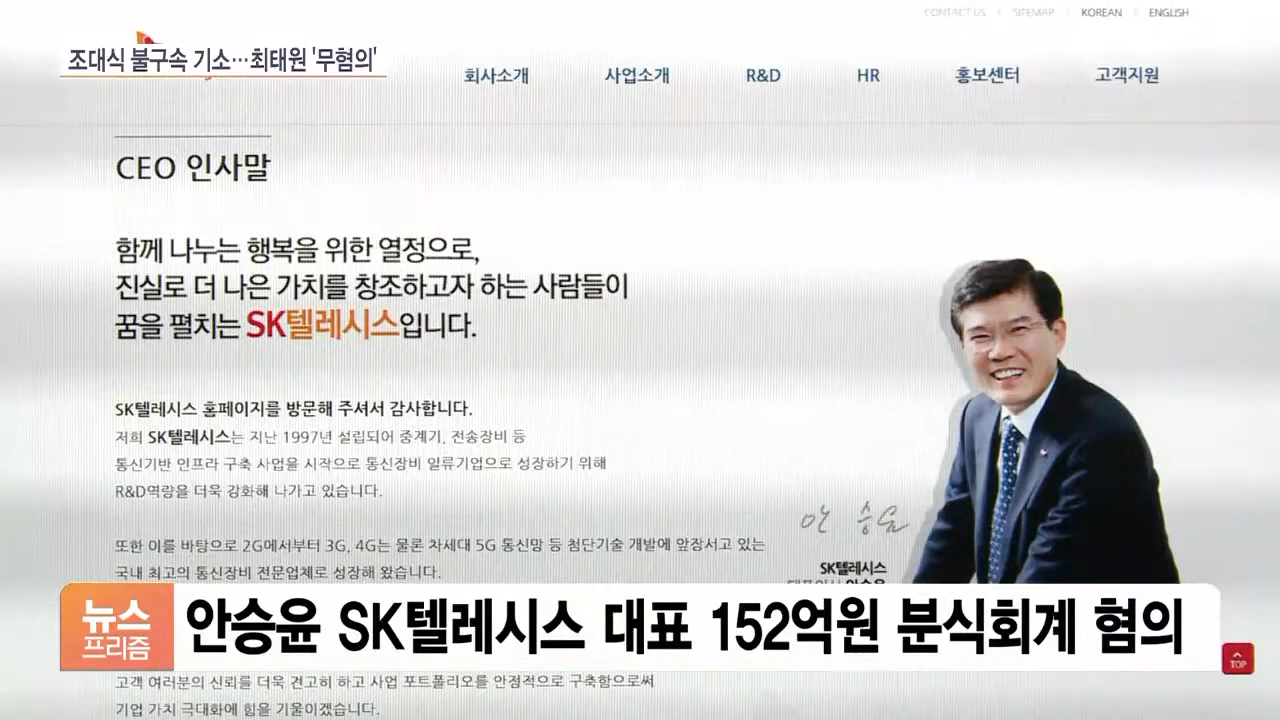 CONTACT US
SITEMAP
KOREAN
ENGLISH
조대식 불구속 기소…최태원 '무혐의'
회사소개
사업소개
R&D
HR
홍보센터
고객지원
CEO 인사말
함께 나누는 행복을 위한 열정으로,
진실로 더 나은 가치를 창조하고자 하는 사람들이
꿈을 펼치는 SK텔레시스입니다.
SK텔레시스 홈페이지를 방문해 주셔서 감사합니다.
저희 SK텔레시스는 지난 1997년 설립되어 중계기, 전송장비 등
통신기반 인프라 구축 사업을 시작으로 통신장비 일류기업으로 성장하기 위해
R&D역량을 더욱 강화해 나가고 있습니다.
또한 이를 바탕으로 2G에서부터 3G, 4G는 물론 차세대 5G 통신망 등 첨단기술 개발에 앞장서고 있는
국내 최고의 통신장비 전문업체로 성장해 왔습니다.
안승윤
SK텔레시스
대표이사 안승윤
뉴스
프리즘
안승윤 SK텔레시스 대표 152억원 분식회계 혐의
TOP
고객 여러분의 신뢰를 더욱 견고히 하고 사업 포트폴리오를 안정적으로 구축함으로써
기업 가치 극대화에 힘을 기울이겠습니다.